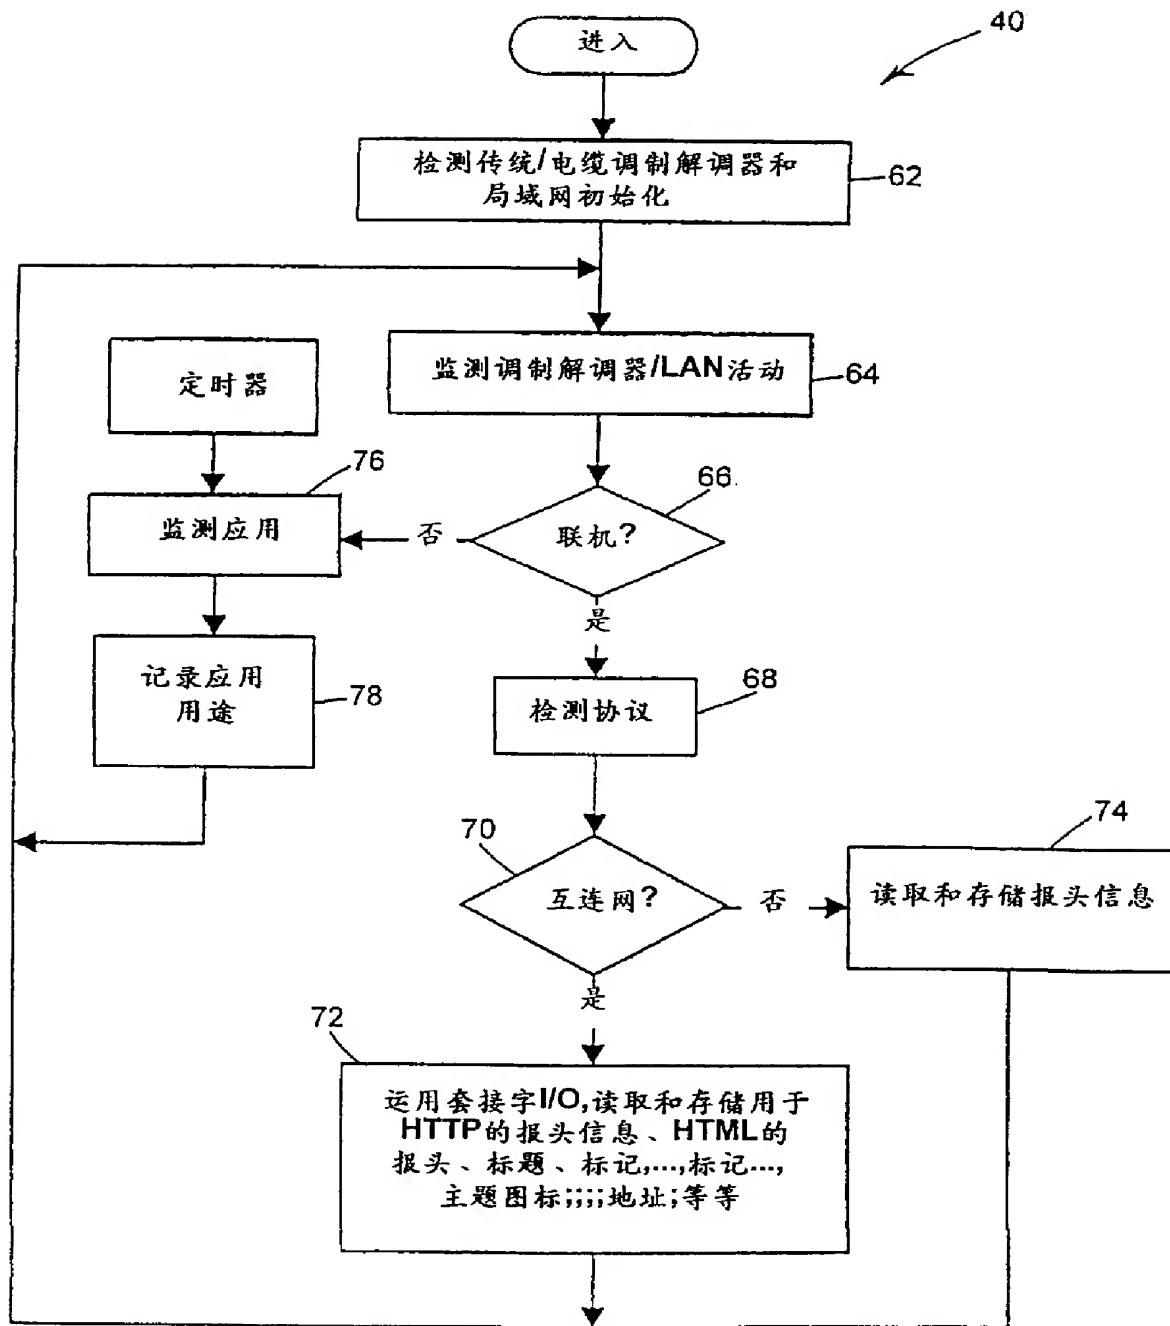 进入
40
检测传统/电缆调制解调器和
局域网初始化
62
监测调制解调器/LAN活动
64
定时器
76
监测应用
否
66
联机?
是
记录应用
用途
78
检测协议
68
70
互连网?
否
74
读取和存储报头信息
是
72
运用套接字I/O,读取和存储用于
HTTP的报头信息、HTML的
报头、标题、标记,...,标记...,
主题图标;;;;地址;等等